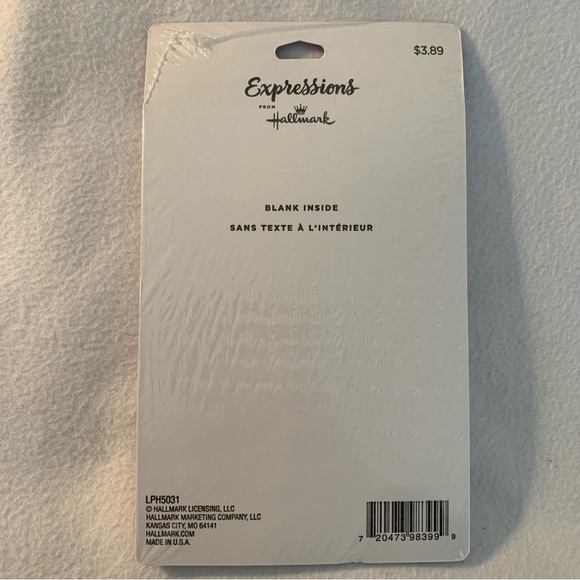 $3.89
Expressions
FROM
Hallmark
BLANK INSIDE
SANS TEXTE À L'INTÉRIEUR
LPH5031
© HALLMARK LICENSING, LLC
HALLMARK MARKETING COMPANY, LLC
KANSAS CITY, MO 64141
HALLMARK.COM
MADE IN U.S.A.
7 20473 98399 9